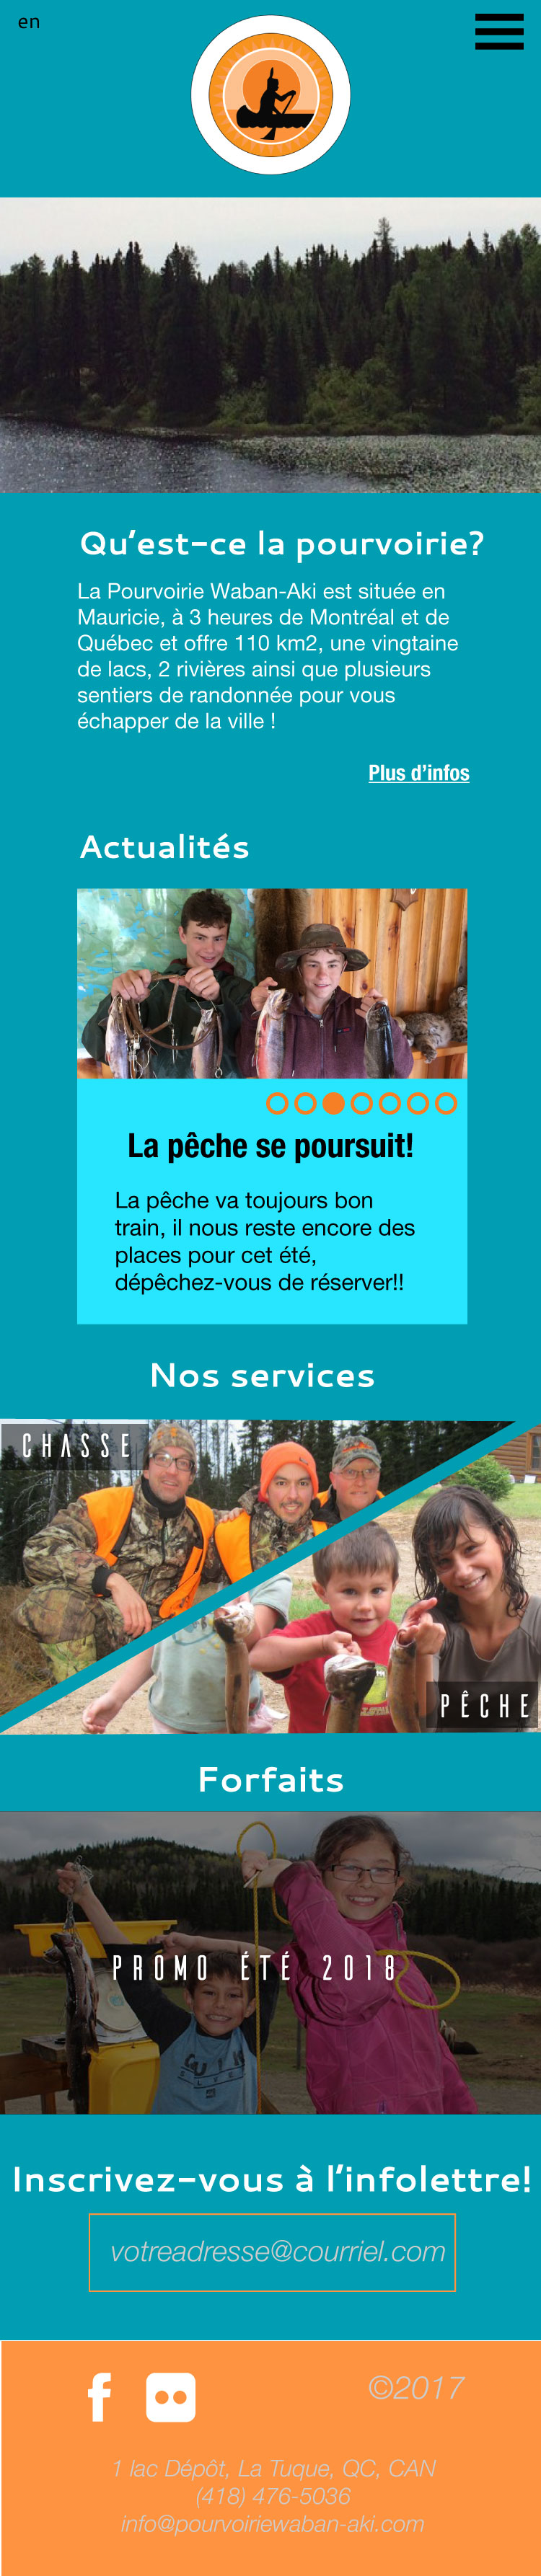 en
Qu'est-ce la pourvoirie?
La Pourvoirie Waban-Aki est située en
Mauricie, à 3 heures de Montréal et de
Québec et offre 110 km2, une vingtaine
de lacs, 2 rivières ainsi que plusieurs
sentiers de randonnée pour vous
échapper de la ville !
Plus d'infos
Actualités
La pêche se poursuit!
La pêche va toujours bon
train, il nous reste encore des
places pour cet été,
dépêchez-vous de réserver!!
Nos services
CHASSE
PÊCHE
Forfaits
PROMO ÉTÉ 2018
Inscrivez-vous à l'infolettre!
votreadresse@courriel.com
©2017
1 lac Dépôt, La Tuque, QC, CAN
(418) 476-5036
info@pourvoiriewaban-aki.com